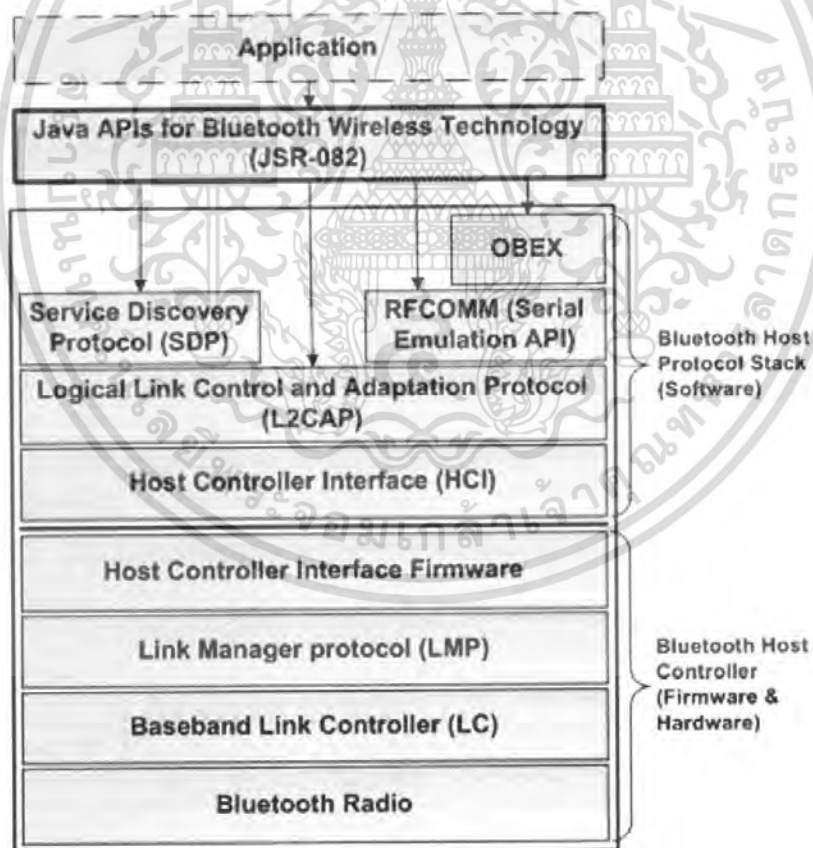 Application
Java APIs for Bluetooth Wireless Technology
(JSR-082)
OBEX
Service Discovery
Protocol (SDP)
RFCOMM (Serial
Emulation API)
Logical Link Control and Adaptation Protocol
(L2CAP)
Host Controller Interface (HCI)
Bluetooth Host
Protocol Stack
(Software)
Host Controller Interface Firmware
Link Manager protocol (LMP)
Baseband Link Controller (LC)
Bluetooth Radio
Bluetooth Host
Controller
(Firmware &
Hardware)